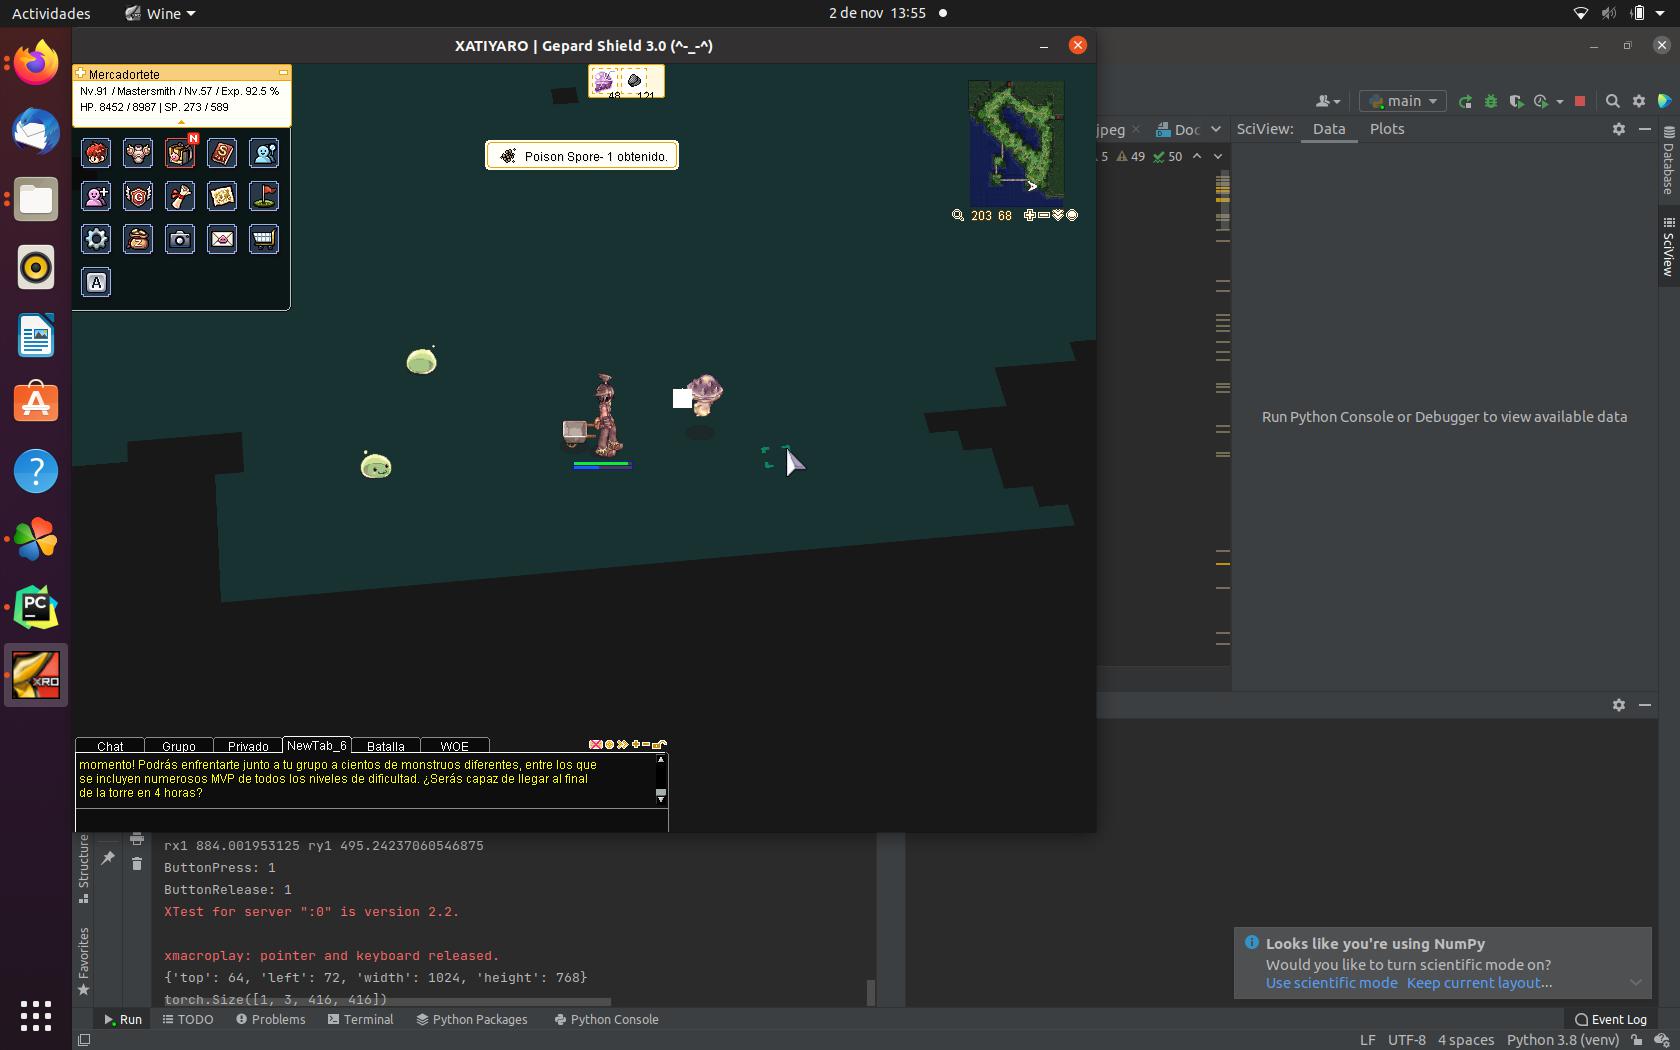 Actividades
Wine
2 de nov 13:55
XATIYARO | Gepard Shield 3.0 (^-_-^)
Mercadortete
Nv.91 / Mastersmith / Nv.57 / Exp. 92.5 %
HP. 8452 / 8987 | SP. 273 / 589
N
S
G
A
48
121
Poison Spore- 1 obtenido.
203 68
main
jpeg
Doc
SciView:
Data
Plots
5
49
50
Database
SciView
Run Python Console or Debugger to view available data
PC
XRO
Chat
Grupo
Privado
NewTab_6
Batalla
WOE
momento! Podrás enfrentarte junto a tu grupo a cientos de monstruos diferentes, entre los que
se incluyen numerosos MVP de todos los niveles de dificultad. ¿Serás capaz de llegar al final
de la torre en 4 horas?
Structure
Favorites
rx1 884.001953125 ry1 495.24237060546875
ButtonPress: 1
ButtonRelease: 1
XTest for server ":0" is version 2.2.
xmacroplay: pointer and keyboard released.
{'top': 64, 'left': 72, 'width': 1024, 'height': 768}
torch.Size([1, 3, 416, 416])
Looks like you're using NumPy
Would you like to turn scientific mode on?
Use scientific mode Keep current layout...
Run
TODO
Problems
Terminal
Python Packages
Python Console
Event Log
LF
UTF-8
4 spaces
Python 3.8 (venv)